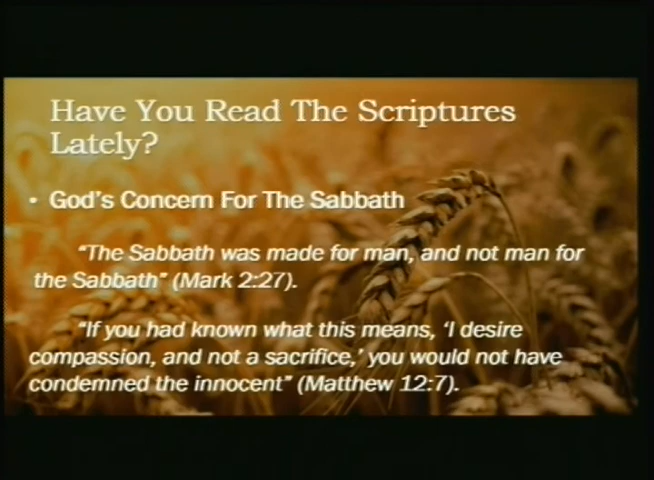 Have You Read The Scriptures
Lately?
• God's Concern For The Sabbath
"The Sabbath was made for man, and not man for
the Sabbath" (Mark 2:27).
"If you had known what this means, 'I desire
compassion, and not a sacrifice,' you would not have
condemned the innocent" (Matthew 12:7).